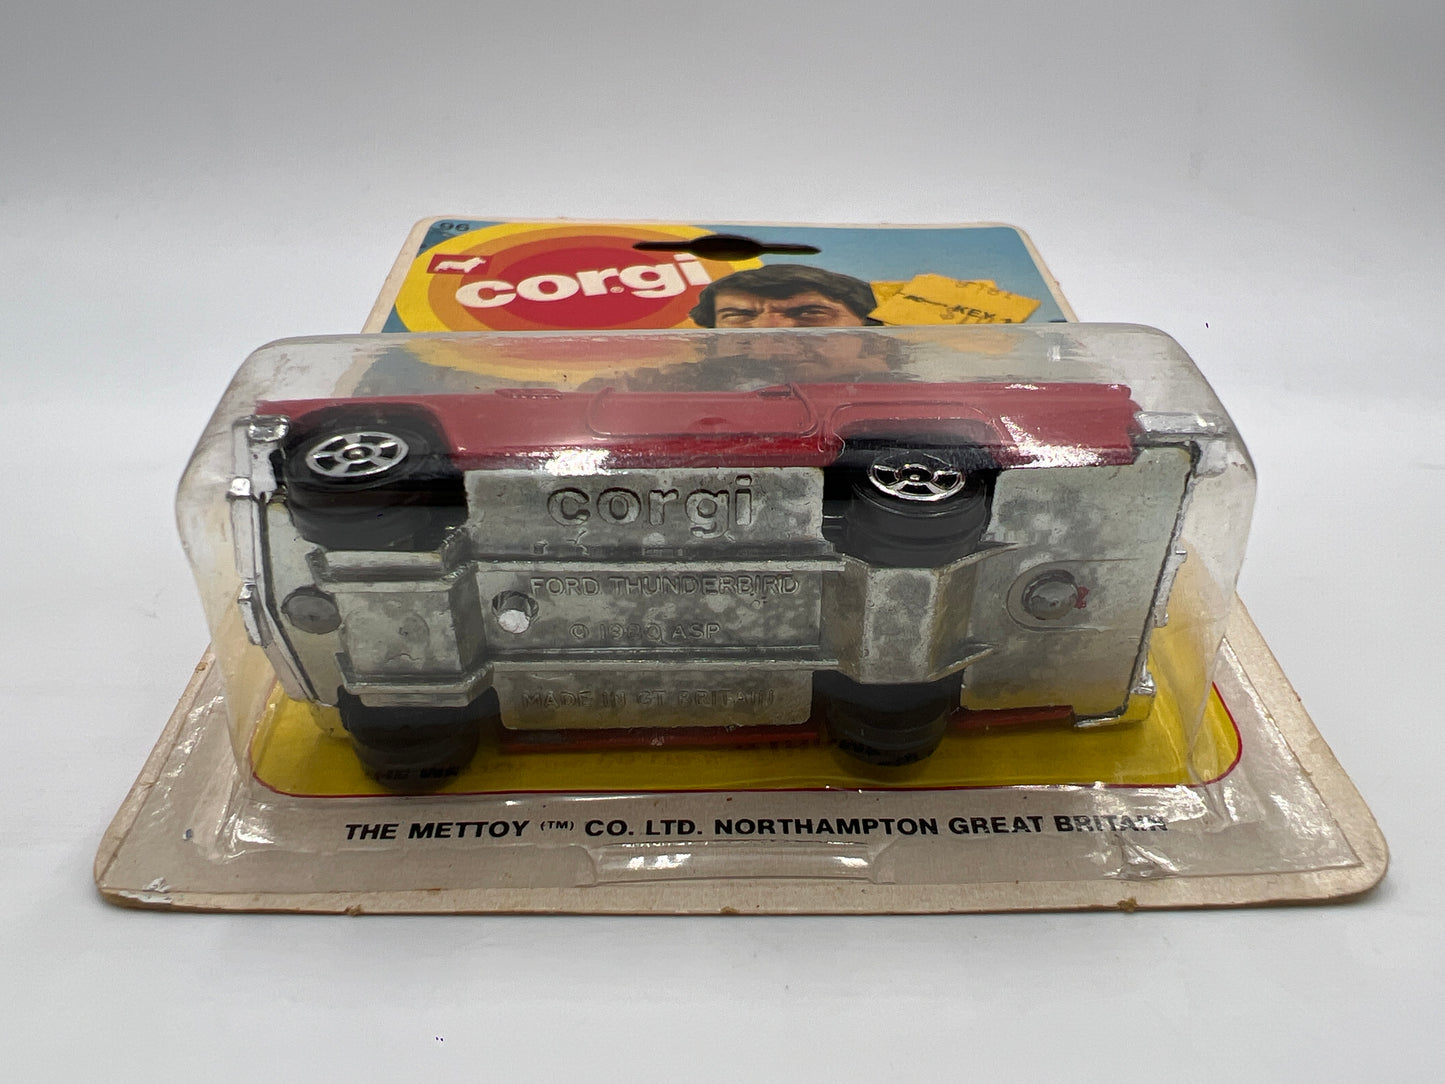 96
corgi
KEY
corgi
FORD THUNDERBIRD
© 1980 ASP
MADE IN GT BRITAIN
THE METTOY (TM) CO. LTD. NORTHAMPTON GREAT BRITAIN